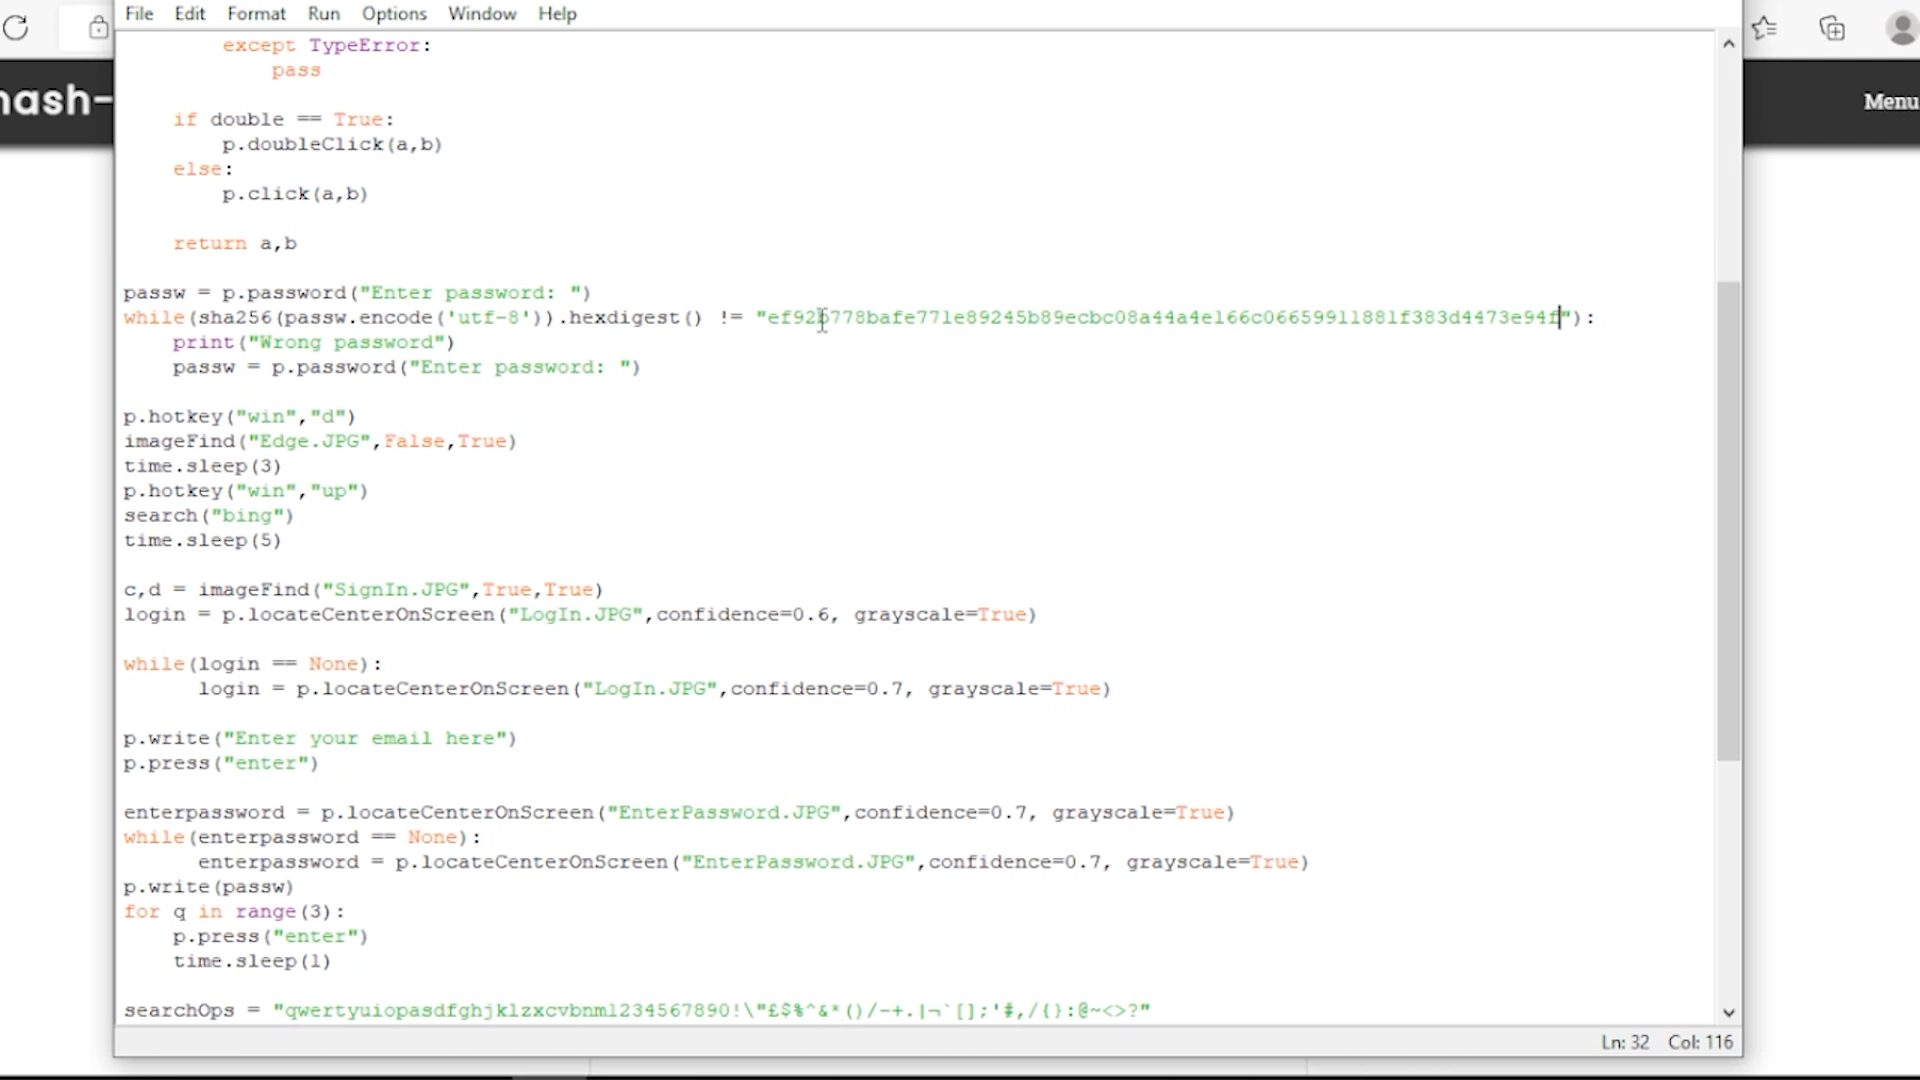 File Edit Format Run Options Window Help
hash-
Menu
except TypeError:
pass
if double == True:
p.doubleClick(a,b)
else:
p.click(a,b)
return a,b
passw = p.password("Enter password: ")
while(sha256(passw.encode('utf-8')).hexdigest() != "ef92b778bafe771e89245b89ecbc08a44a4e166c06659911881f383d4473e94f"):
print("Wrong password")
passw = p.password("Enter password: ")
p.hotkey("win","d")
imageFind("Edge.JPG",False,True)
time.sleep(3)
p.hotkey("win","up")
search("bing")
time.sleep(5)
c,d = imageFind("SignIn.JPG",True,True)
login = p.locateCenterOnScreen("LogIn.JPG",confidence=0.6, grayscale=True)
while(login == None):
login = p.locateCenterOnScreen("LogIn.JPG",confidence=0.7, grayscale=True)
p.write("Enter your email here")
p.press("enter")
enterpassword = p.locateCenterOnScreen("EnterPassword.JPG",confidence=0.7, grayscale=True)
while(enterpassword == None):
enterpassword = p.locateCenterOnScreen("EnterPassword.JPG",confidence=0.7, grayscale=True)
p.write(passw)
for q in range(3):
p.press("enter")
time.sleep(1)
searchOps = "qwertyuiopasdfghjklzxcvbnm1234567890!\"£$%^&*()/-+.|¬`[];'#,/{}:@~<>?"
Ln: 32 Col: 116